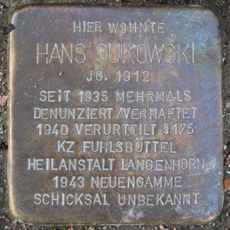 HIER WOHNTE
HANS SUKOWSKI
JG. 1912
SEIT 1935 MEHRMALS
DENUNZIERT/VERHAFTET
1940 VERURTEILT §175
KZ FUHLSBÜTTEL
HEILANSTALT LANGENHORN
1943 NEUENGAMME
SCHICKSAL UNBEKANNT